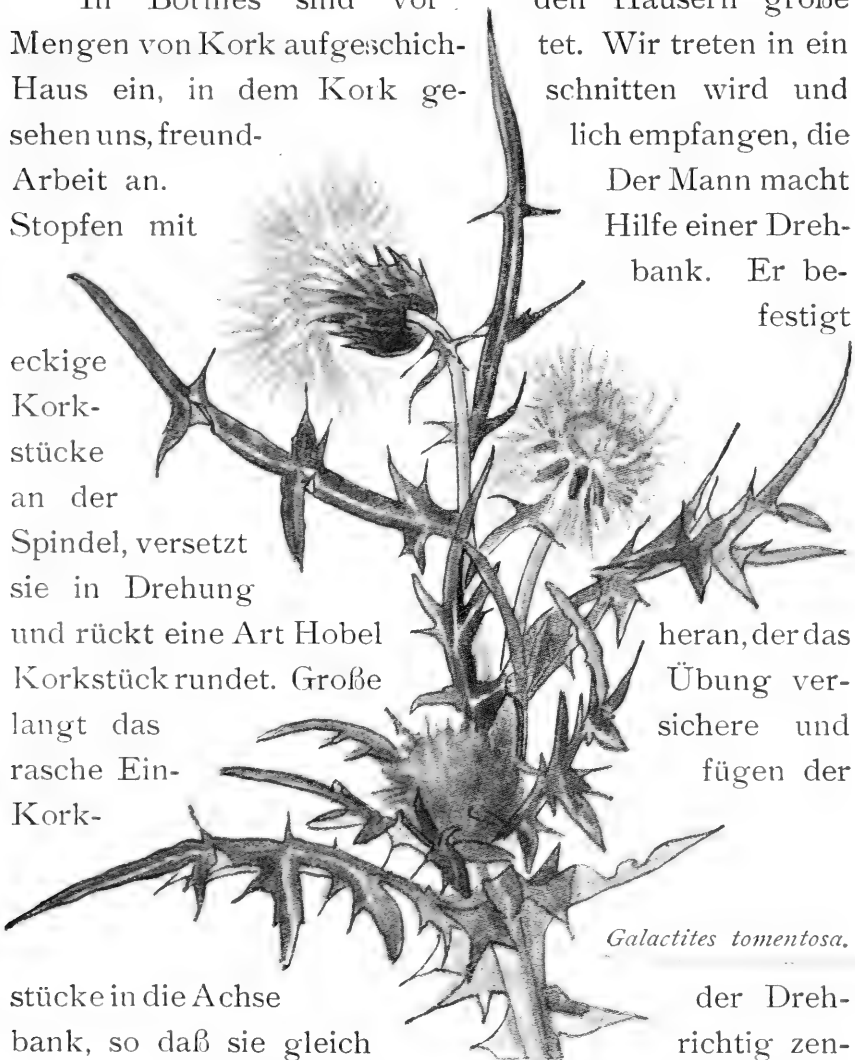 In Bormes sind vor den Häusern große
Mengen von Kork aufgeschich- tet. Wir treten in ein
Haus ein, in dem Kork ge- schnitten wird und
sehen uns, freund- lich empfangen, die
Arbeit an. Der Mann macht
Stopfen mit Hilfe einer Dreh-
bank. Er be-
festigt
eckige
Kork-
stücke
an der
Spindel, versetzt
sie in Drehung
und rückt eine Art Hobel heran, der das
Korkstück rundet. Große Übung ver-
langt das sichere und
rasche Ein- fügen der
Kork-
Galactites tomentosa.
stücke in die Achse der Dreh-
bank, so daß sie gleich richtig zen-